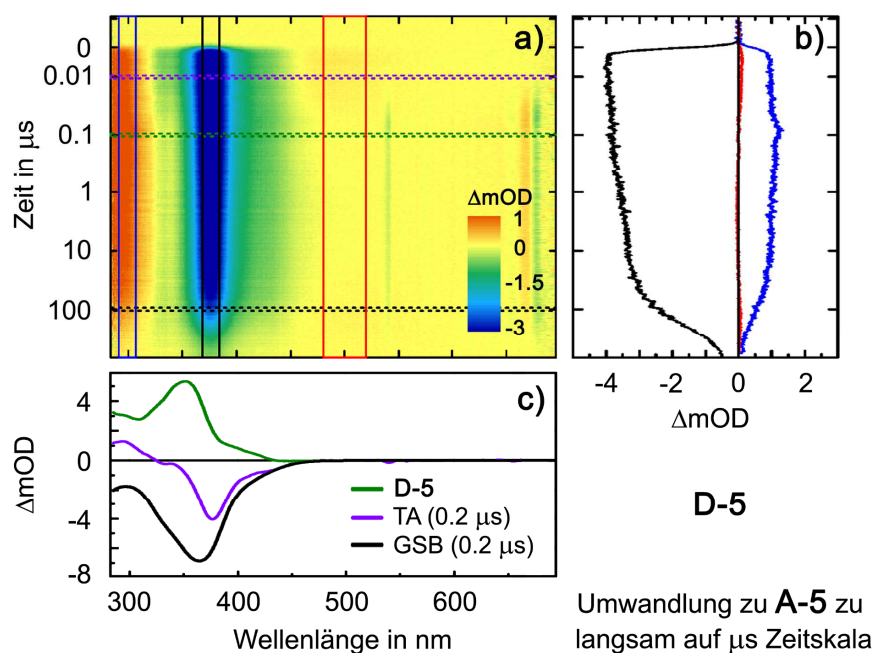 a)
b)
Zeit in µs
0
0.01
0.1
1
10
100
ΔmOD
1
0
-1.5
-3
-4 -2 0 2
ΔmOD
c)
ΔmOD
4
0
-4
-8
D-5
TA (0.2 µs)
GSB (0.2 µs)
300 400 500 600
Wellenlänge in nm
D-5
Umwandlung zu A-5 zu
langsam auf µs Zeitskala